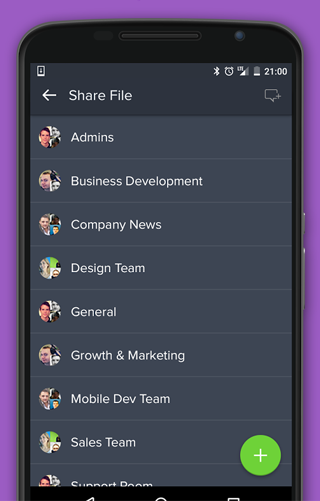 LTE 21:00
Share File
Admins
Business Development
Company News
Design Team
General
Growth & Marketing
Mobile Dev Team
Sales Team
Support Room